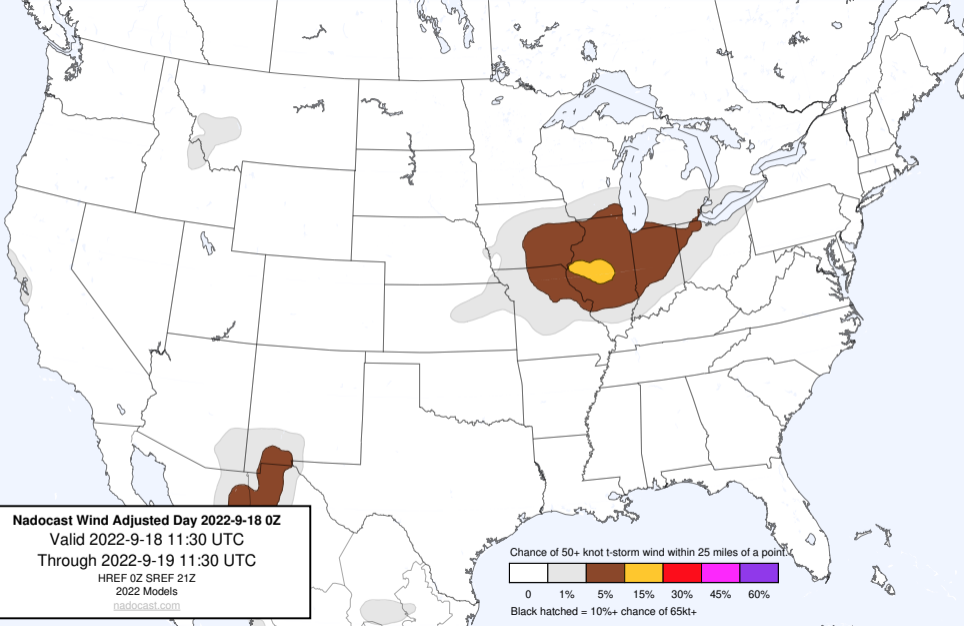 Nadocast Wind Adjusted Day 2022-9-18 0Z
Valid 2022-9-18 11:30 UTC
Through 2022-9-19 11:30 UTC
HREF 0Z SREF 21Z
2022 Models
nadocast.com
Chance of 50+ knot t-storm wind within 25 miles of a point.
0 1% 5% 15% 30% 45% 60%
Black hatched = 10%+ chance of 65kt+